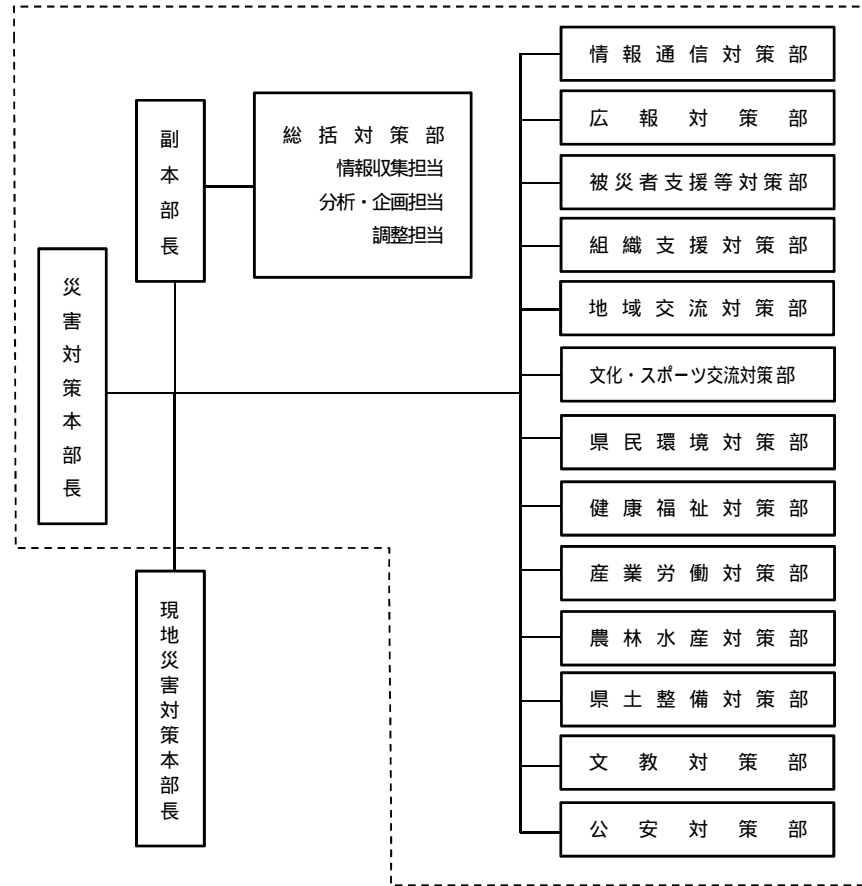 災害対策本部長
副本部長
総括対策部
情報収集担当
分析・企画担当
調整担当
現地災害対策本部長
情報通信対策部
広報対策部
被災者支援等対策部
組織支援対策部
地域交流対策部
文化・スポーツ交流対策部
県民環境対策部
健康福祉対策部
産業労働対策部
農林水産対策部
県土整備対策部
文教対策部
公安対策部